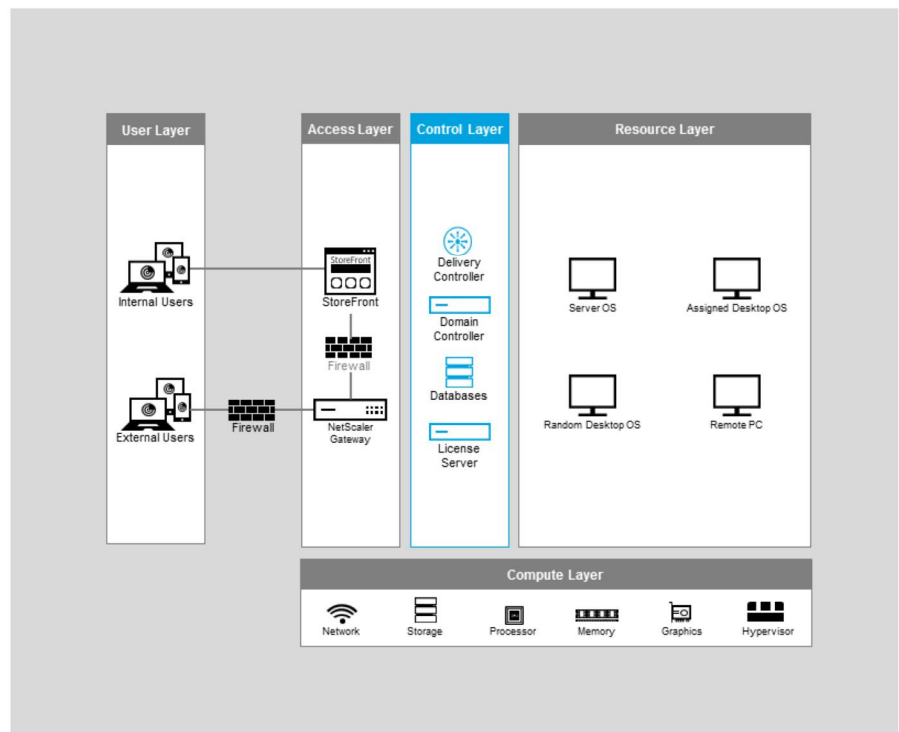 User Layer
Access Layer
Control Layer
Resource Layer
StoreFront
Internal Users
StoreFront
Firewall
External Users
Firewall
NetScaler
Gateway
Delivery
Controller
Domain
Controller
Databases
License
Server
Server OS
Assigned Desktop OS
Random Desktop OS
Remote PC
Compute Layer
Network
Storage
Processor
Memory
Graphics
Hypervisor